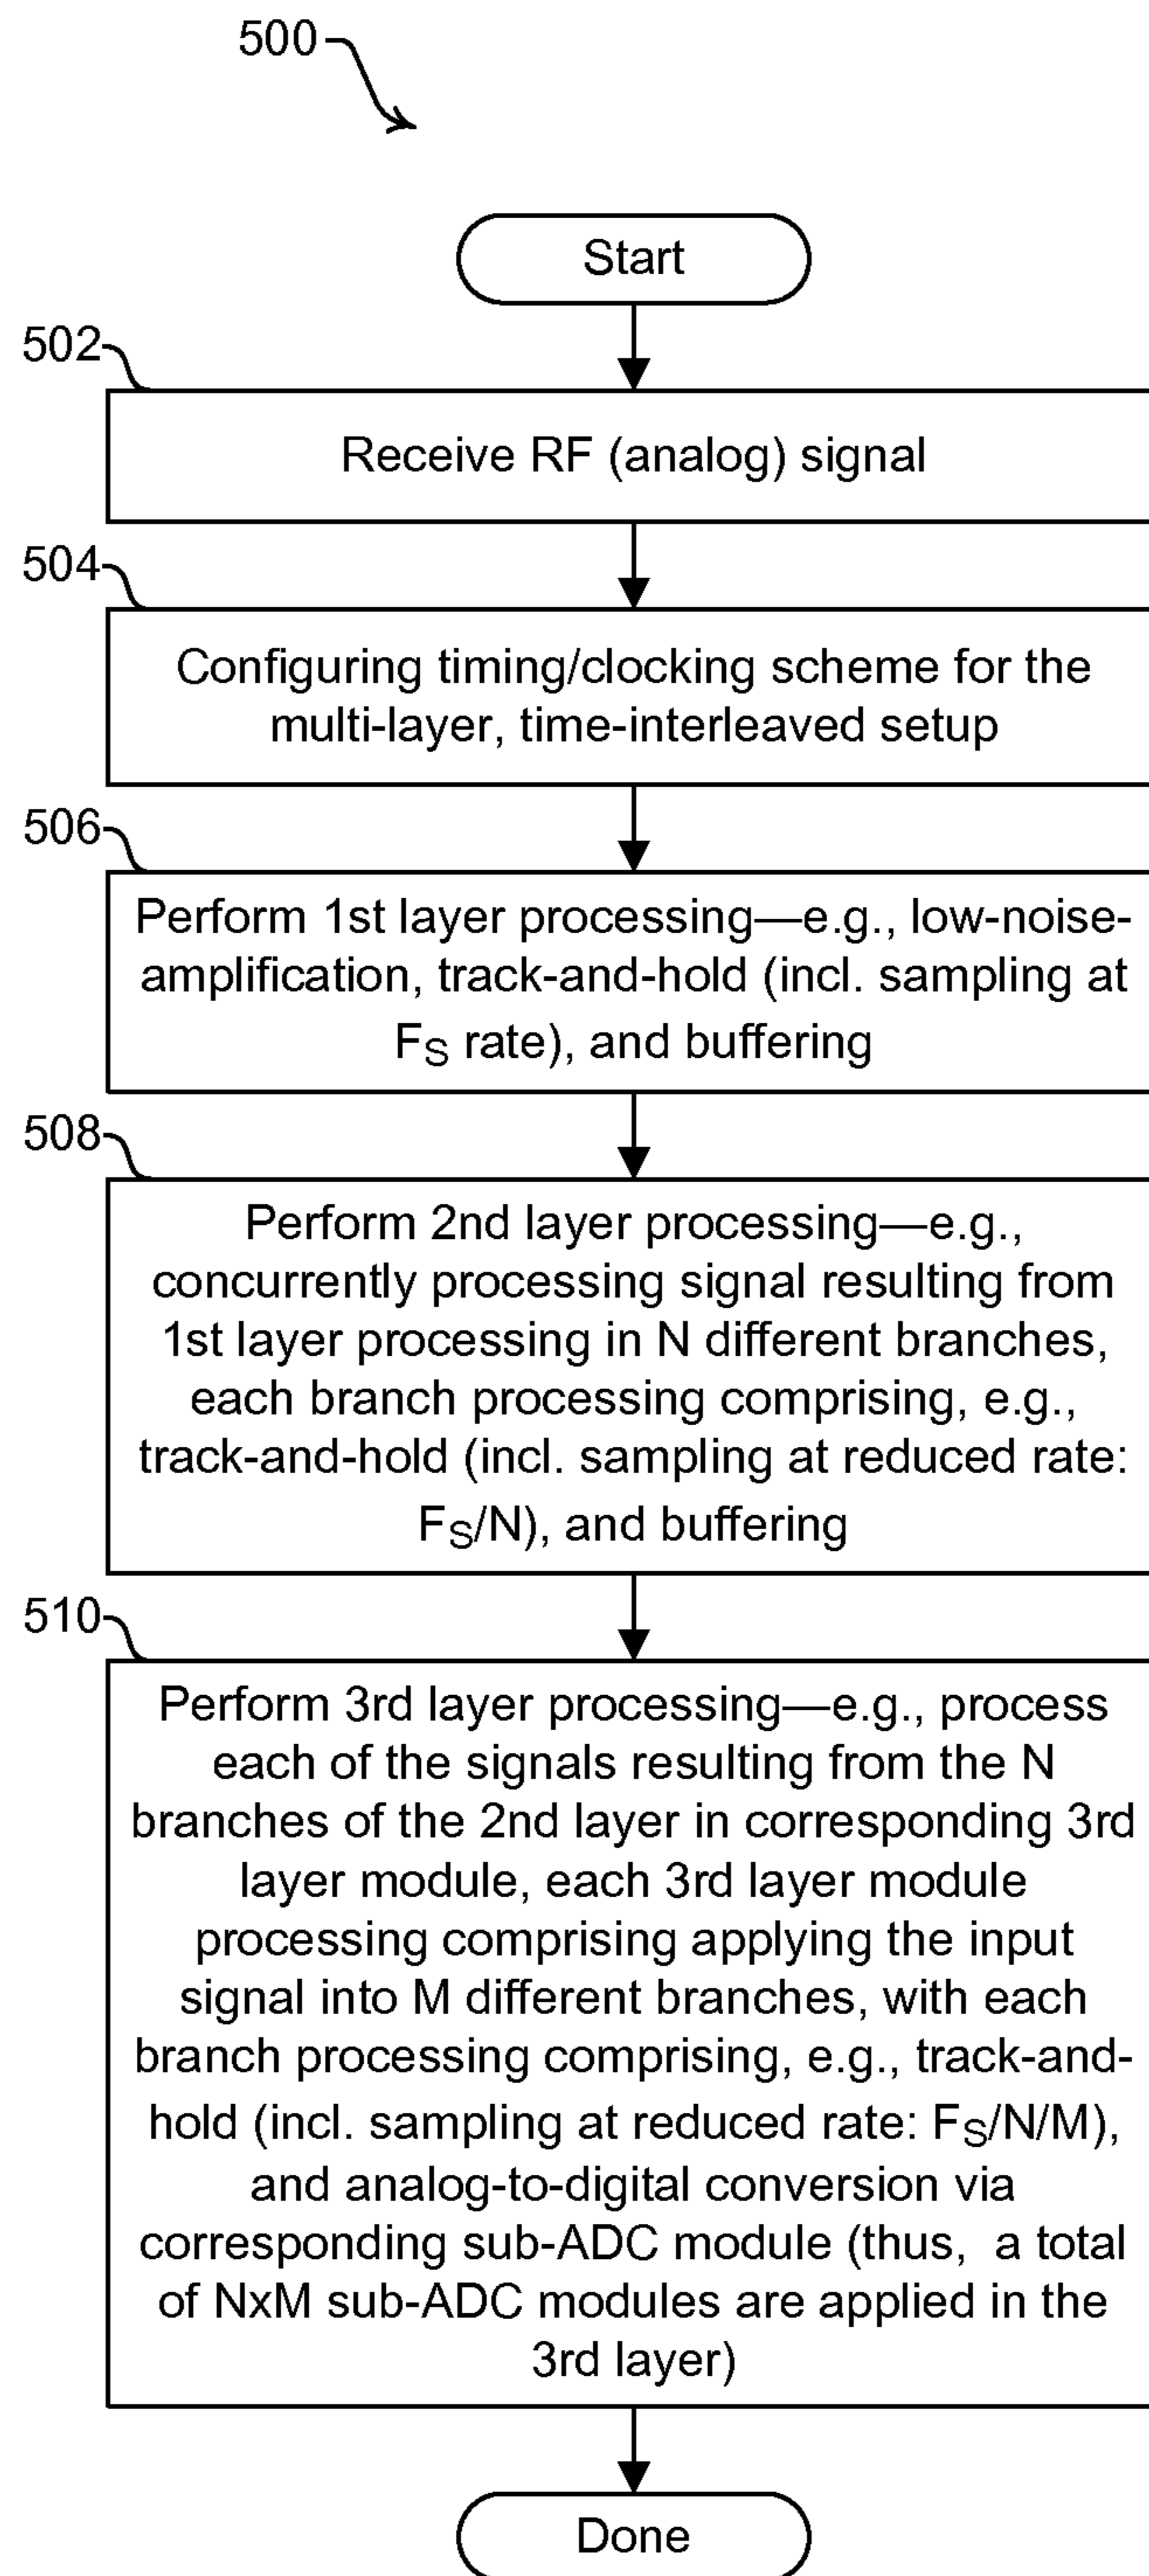 500
Start
502
Receive RF (analog) signal
504
Configuring timing/clocking scheme for the
multi-layer, time-interleaved setup
506
Perform 1st layer processing—e.g., low-noise-
amplification, track-and-hold (incl. sampling at
FS rate), and buffering
508
Perform 2nd layer processing—e.g.,
concurrently processing signal resulting from
1st layer processing in N different branches,
each branch processing comprising, e.g.,
track-and-hold (incl. sampling at reduced rate:
FS/N), and buffering
510
Perform 3rd layer processing—e.g., process
each of the signals resulting from the N
branches of the 2nd layer in corresponding 3rd
layer module, each 3rd layer module
processing comprising applying the input
signal into M different branches, with each
branch processing comprising, e.g., track-and-
hold (incl. sampling at reduced rate: FS/N/M),
and analog-to-digital conversion via
corresponding sub-ADC module (thus,  a total
of NxM sub-ADC modules are applied in the
3rd layer)
Done